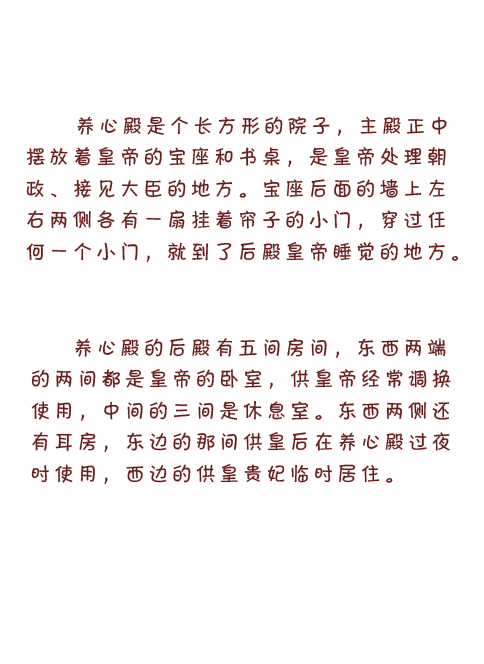 养心殿是个长方形的院子，主殿正中
摆放着皇帝的宝座和书桌，是皇帝处理朝
政、接见大臣的地方。宝座后面的墙上左
右两侧各有一扇挂着帘子的小门，穿过任
何一个小门，就到了后殿皇帝睡觉的地方。
养心殿的后殿有五间房间，东西两端
的两间都是皇帝的卧室，供皇帝经常调换
使用，中间的三间是休息室。东西两侧还
有耳房，东边的那间供皇后在养心殿过夜
时使用，西边的供皇贵妃临时居住。